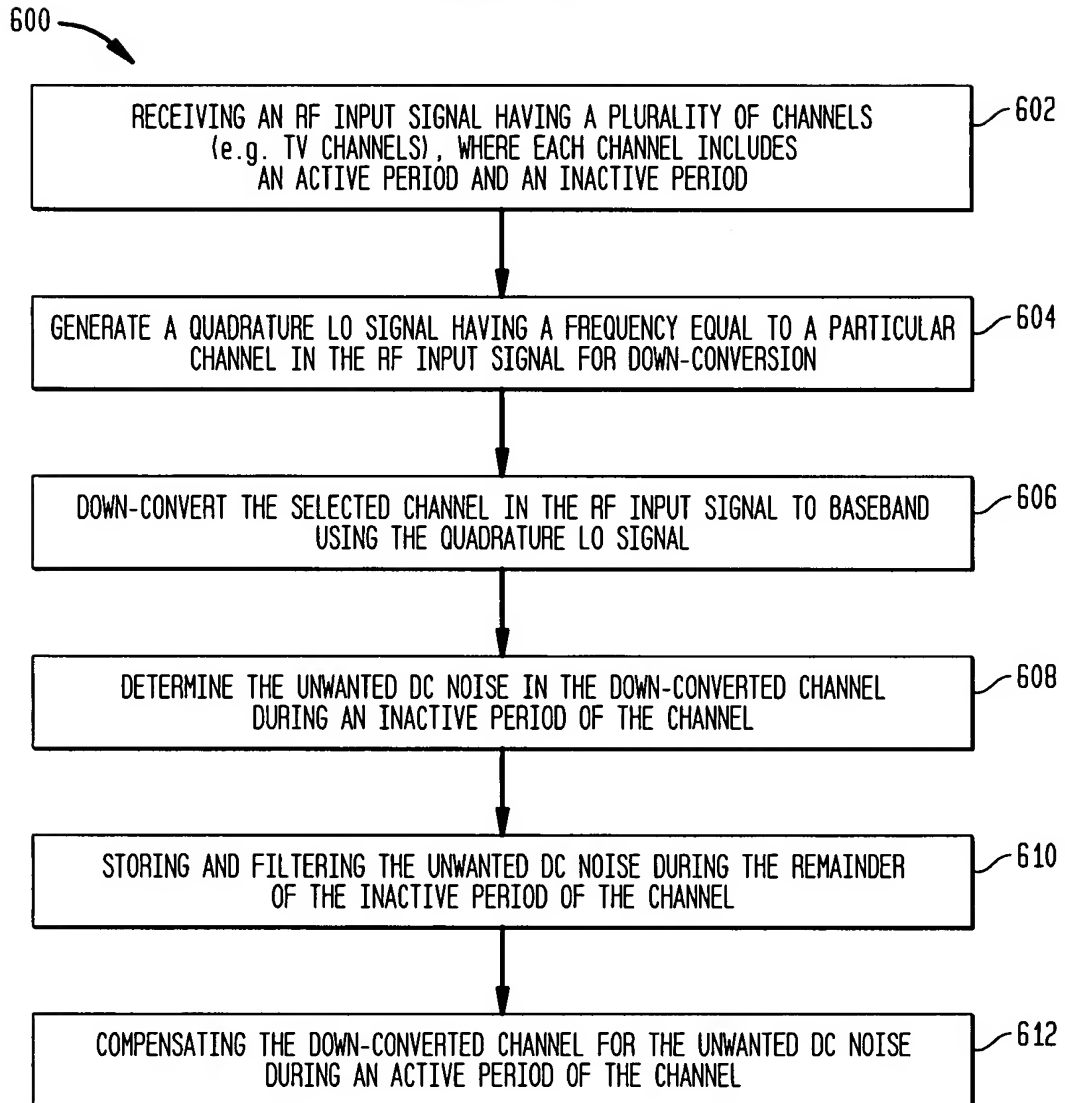 600
RECEIVING AN RF INPUT SIGNAL HAVING A PLURALITY OF CHANNELS
(e.g. TV CHANNELS), WHERE EACH CHANNEL INCLUDES
AN ACTIVE PERIOD AND AN INACTIVE PERIOD
602
GENERATE A QUADRATURE LO SIGNAL HAVING A FREQUENCY EQUAL TO A PARTICULAR
CHANNEL IN THE RF INPUT SIGNAL FOR DOWN-CONVERSION
604
DOWN-CONVERT THE SELECTED CHANNEL IN THE RF INPUT SIGNAL TO BASEBAND
USING THE QUADRATURE LO SIGNAL
606
DETERMINE THE UNWANTED DC NOISE IN THE DOWN-CONVERTED CHANNEL
DURING AN INACTIVE PERIOD OF THE CHANNEL
608
STORING AND FILTERING THE UNWANTED DC NOISE DURING THE REMAINDER
OF THE INACTIVE PERIOD OF THE CHANNEL
610
COMPENSATING THE DOWN-CONVERTED CHANNEL FOR THE UNWANTED DC NOISE
DURING AN ACTIVE PERIOD OF THE CHANNEL
612